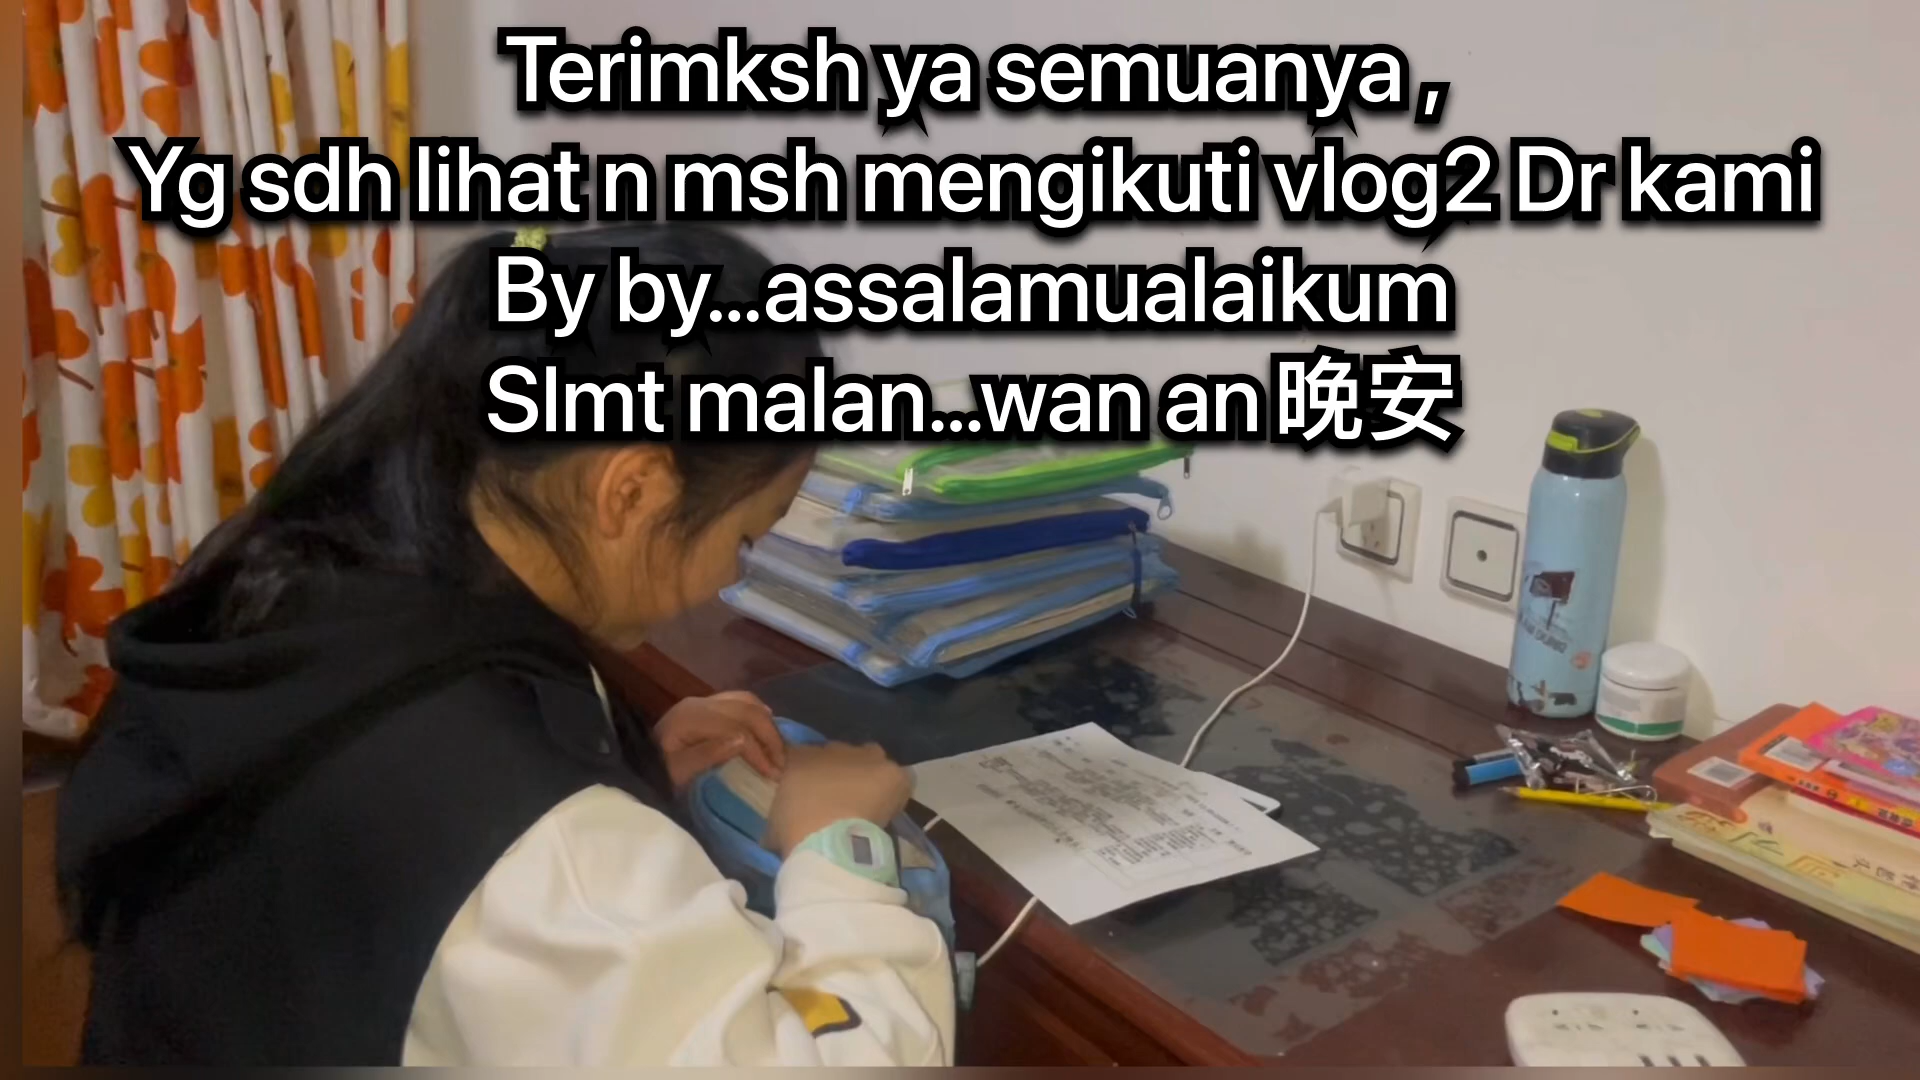 Terimksh ya semuanya ,
Yg sdh lihat n msh mengikuti vlog2 Dr kami
By by...assalamualaikum
Slmt malan...wan an 晚安